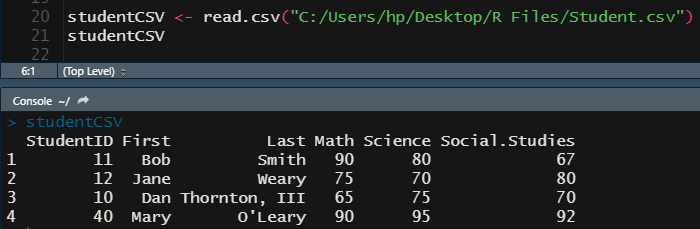 20 studentCSV <- read.csv("C:/Users/hp/Desktop/R Files/Student.csv")
21 studentCSV
22
6:1 (Top Level)
Console ~/
> studentCSV
StudentID First Last Math Science Social.Studies
1 11 Bob Smith 90 80 67
2 12 Jane Weary 75 70 80
3 10 Dan Thornton, III 65 75 70
4 40 Mary O'Leary 90 95 92